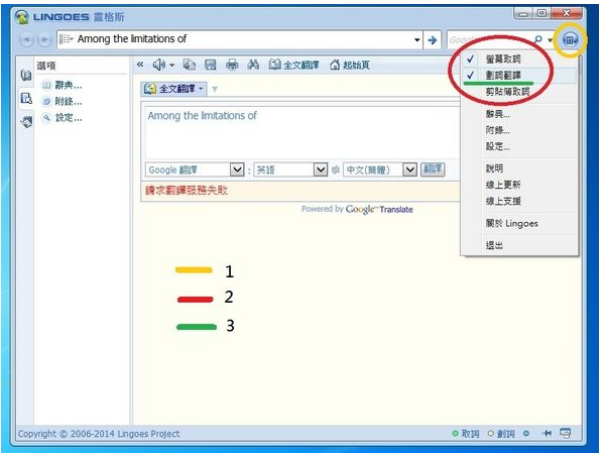 LINGOES 靈格斯
Among the limitations of
Google
選項
辭典...
附錄...
設定...
全文翻譯
起始頁
全文翻譯
Among the limitations of
Google 翻譯
: 英語
中文(簡體)
翻譯
請求翻譯服務失敗
Powered by Google™Translate
螢幕取詞
劃詞翻譯
剪貼簿取詞
辭典...
附錄...
設定...
說明
線上更新
線上支援
關於 Lingoes
退出
1
2
3
Copyright © 2006-2014 Lingoes Project
取詞
劃詞